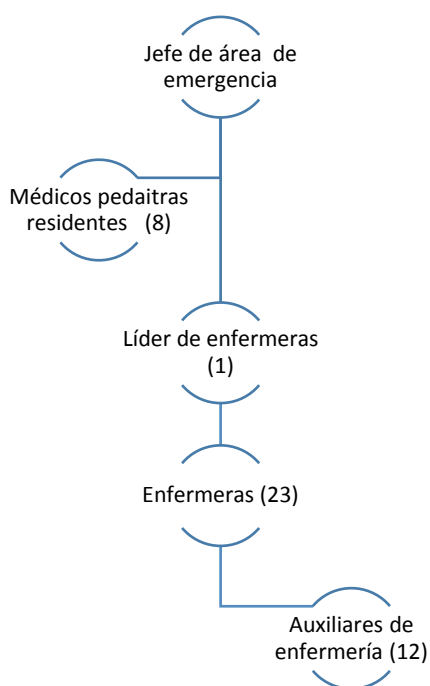 Jefe de área de
emergencia
Médicos pedaitras
residentes (8)
Líder de enfermeras
(1)
Enfermeras (23)
Auxiliares de
enfermería (12)